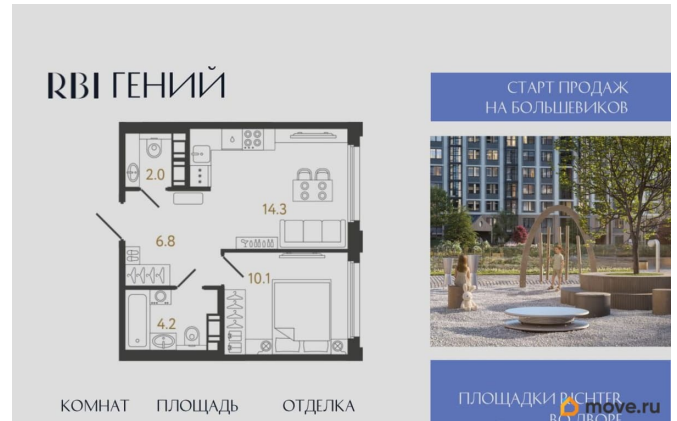 RBI ГЕНИЙ
СТАРТ ПРОДАЖ
НА БОЛЬШЕВИКОВ
2.0
14.3
6.8
10.1
4.2
КОМНАТ ПЛОЩАДЬ ОТДЕЛКА
ПЛОЩАДКИ RICHTER
ВО ДВОРЕ
move.ru